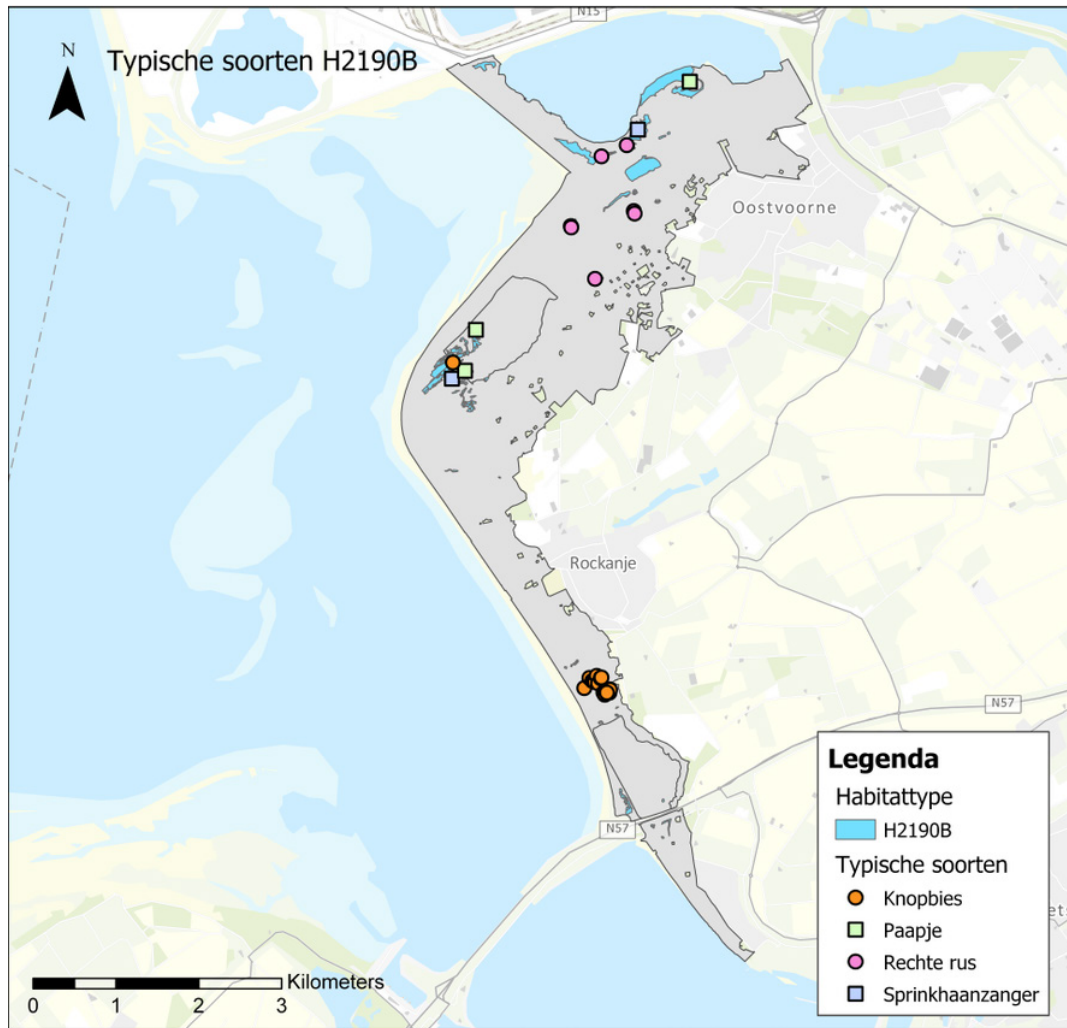 N15
N
Typische soorten H2190B
Oostvoorne
Rockanje
N57
N57
Legenda
Habitattype
H2190B
Typische soorten
Knopbies
Paapje
Rechte rus
Sprinkhaanzanger
ets
Kilometers
0 1 2 3